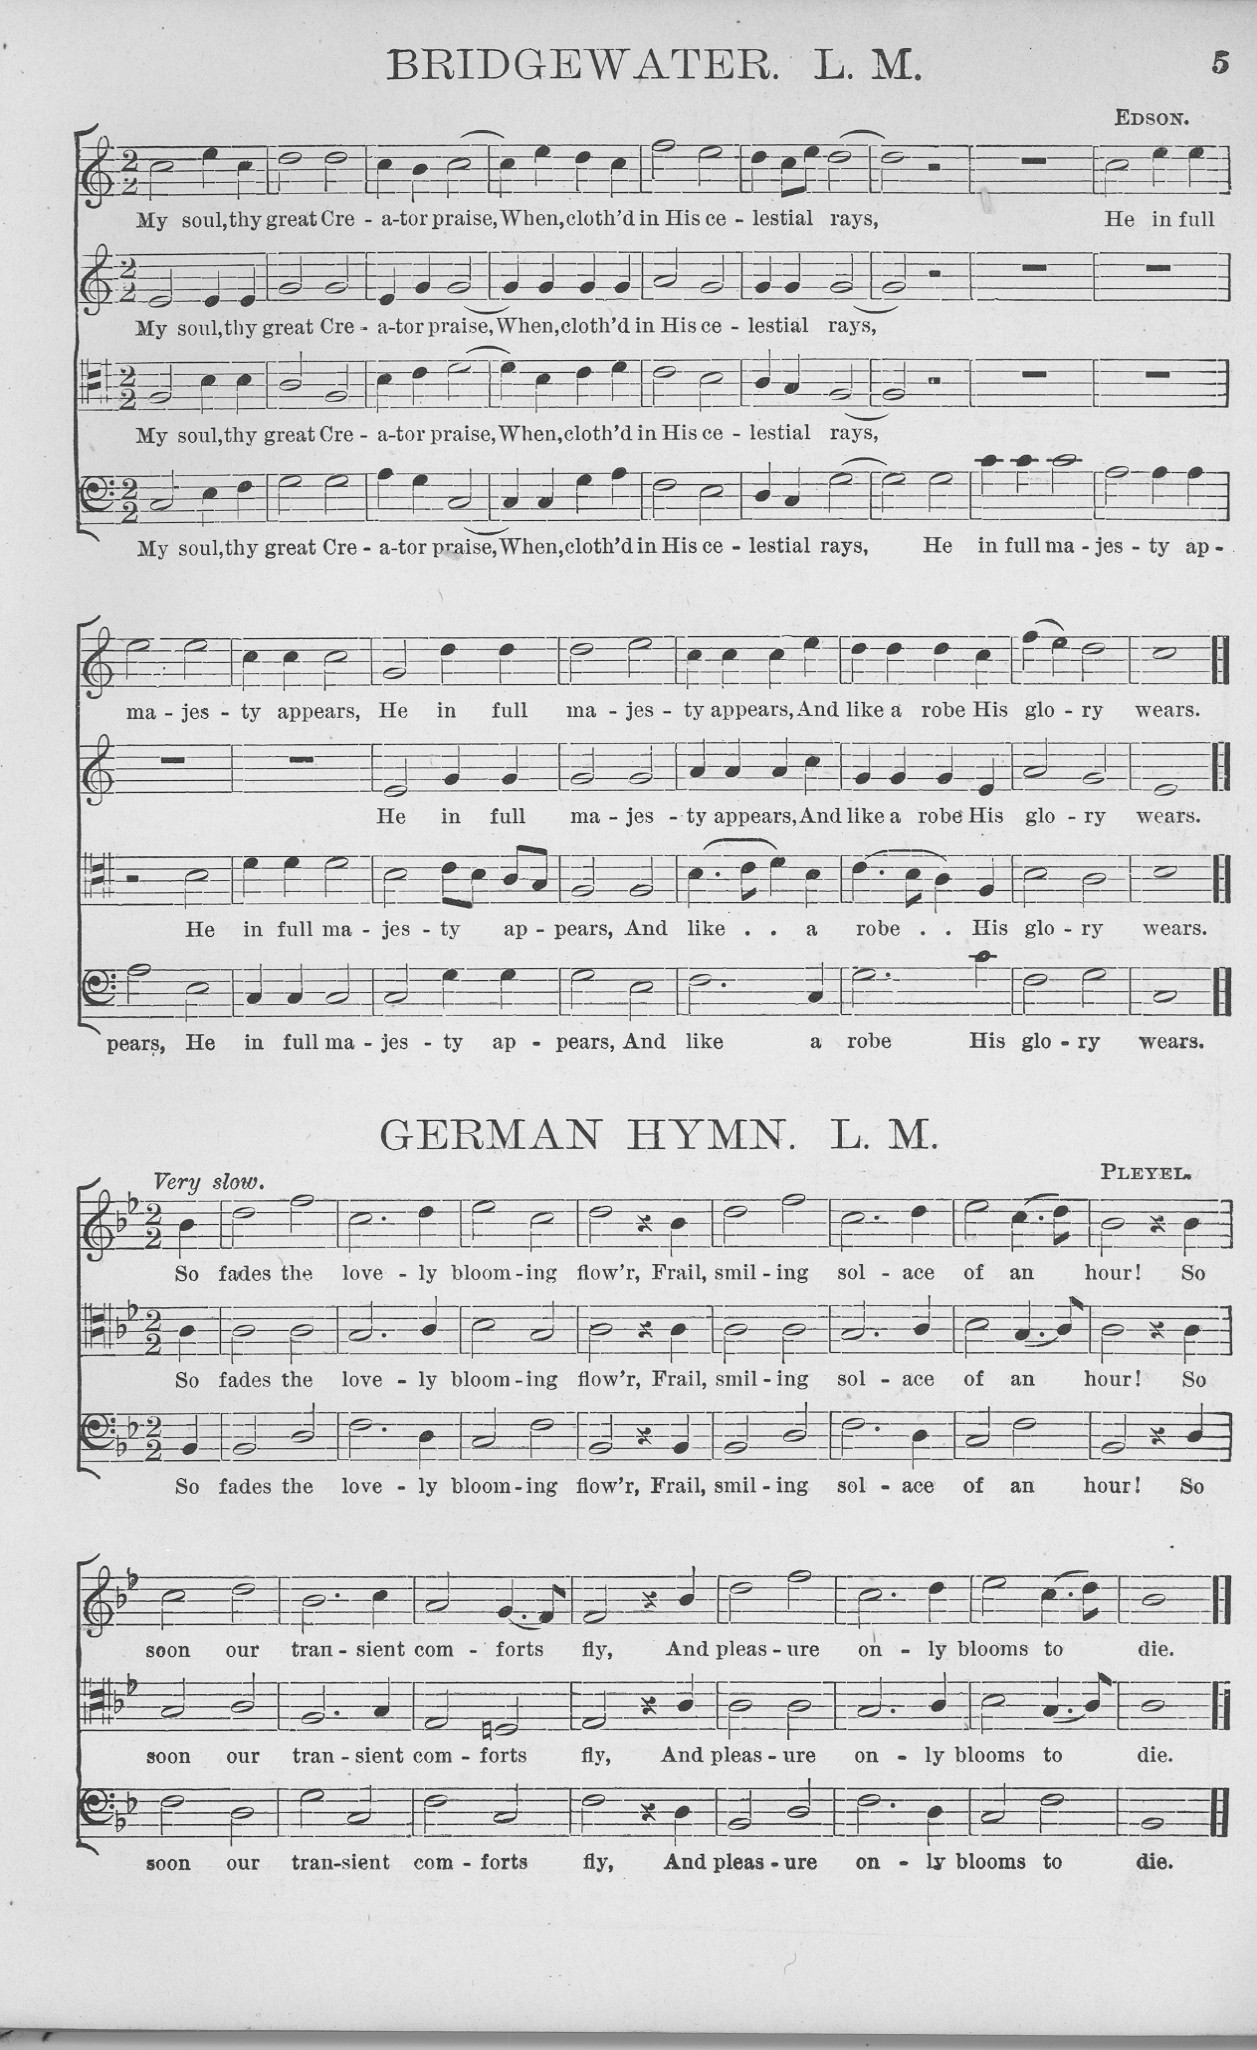 BRIDGEWATER. L. M. 5
EDSON.
My soul, thy great Cre - a-tor praise, When, cloth'd in His ce - lestial rays, He in full
My soul, thy great Cre - a-tor praise, When, cloth'd in His ce - lestial rays,
My soul, thy great Cre - a-tor praise, When, cloth'd in His ce - lestial rays,
My soul, thy great Cre - a-tor praise, When, cloth'd in His ce - lestial rays, He in full ma - jes - ty ap -
ma - jes - ty appears, He in full ma - jes - ty appears, And like a robe His glo - ry wears.
He in full ma - jes - ty appears, And like a robe His glo - ry wears.
He in full ma - jes - ty ap - pears, And like . . a robe . . His glo - ry wears.
pears, He in full ma - jes - ty ap - pears, And like a robe His glo - ry wears.
GERMAN HYMN. L. M.
Very slow. PLEYEL.
So fades the love - ly bloom - ing flow'r, Frail, smil - ing sol - ace of an hour! So
So fades the love - ly bloom - ing flow'r, Frail, smil - ing sol - ace of an hour! So
So fades the love - ly bloom - ing flow'r, Frail, smil - ing sol - ace of an hour! So
soon our tran - sient com - forts fly, And pleas - ure on - ly blooms to die.
soon our tran - sient com - forts fly, And pleas - ure on - ly blooms to die.
soon our tran-sient com - forts fly, And pleas - ure on - ly blooms to die.